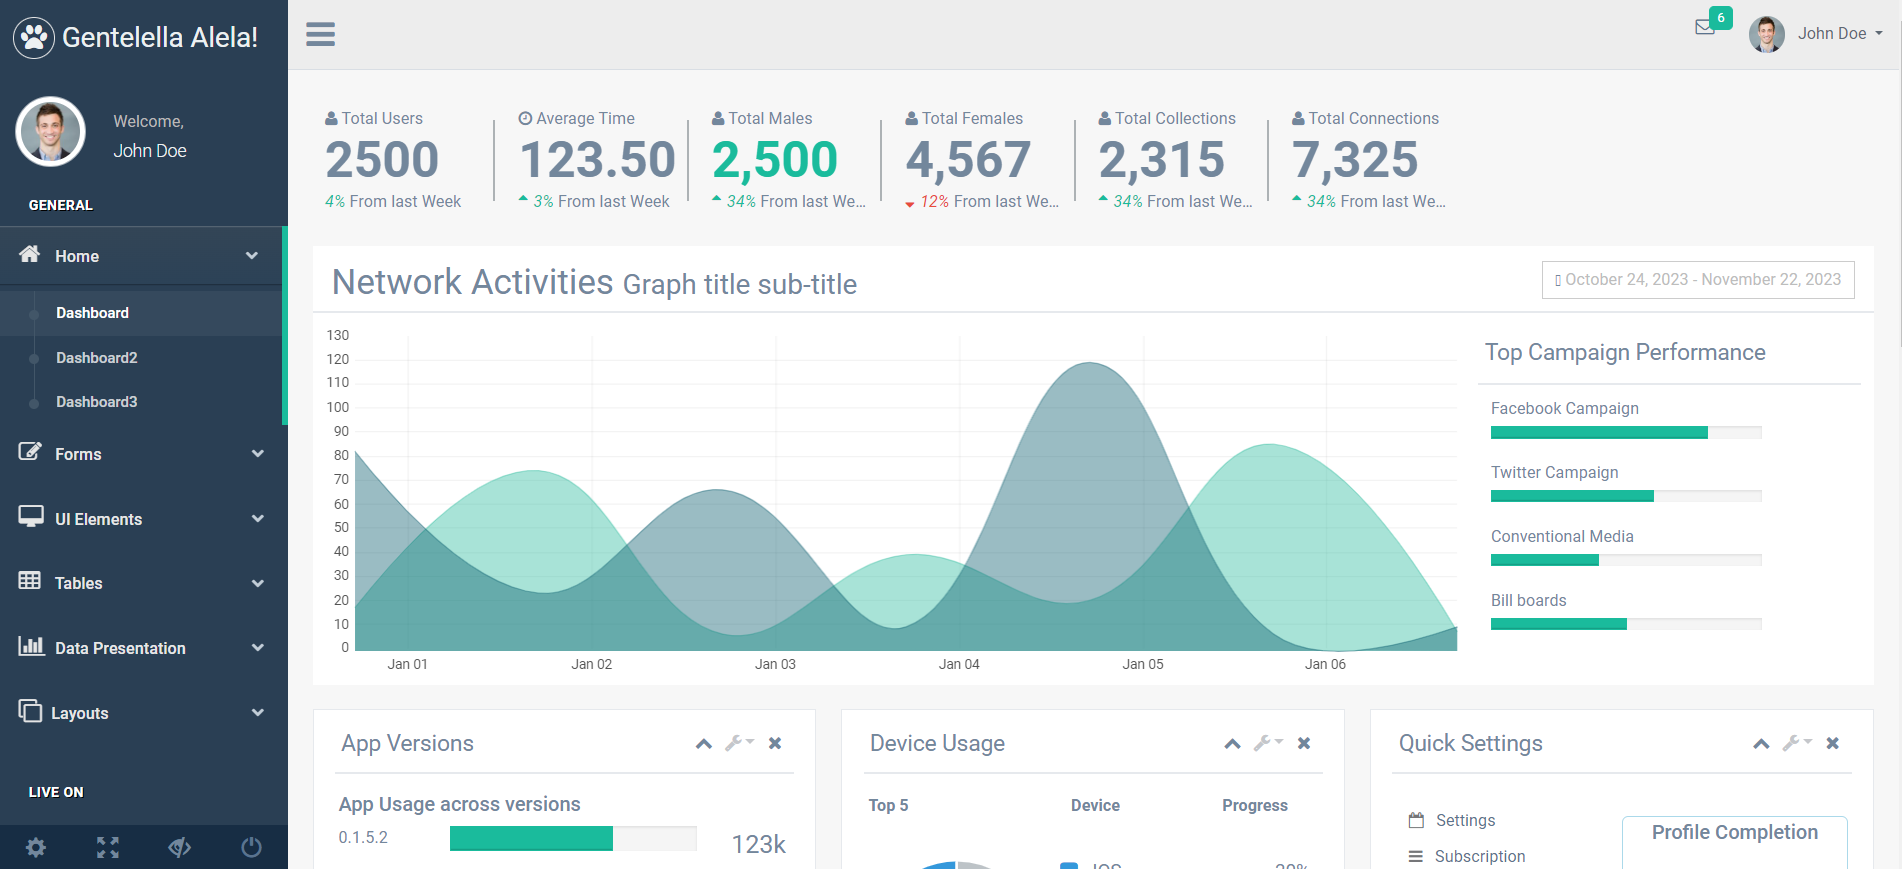 Gentelella Alela!
Welcome,
John Doe
GENERAL
Home
Dashboard
Dashboard2
Dashboard3
Forms
UI Elements
Tables
Data Presentation
Layouts
LIVE ON
6
John Doe
Total Users
2500
4% From last Week
Average Time
123.50
3% From last Week
Total Males
2,500
34% From last We...
Total Females
4,567
12% From last We...
Total Collections
2,315
34% From last We...
Total Connections
7,325
34% From last We...
Network Activities Graph title sub-title
October 24, 2023 - November 22, 2023
130
120
110
100
90
80
70
60
50
40
30
20
10
0
Jan 01
Jan 02
Jan 03
Jan 04
Jan 05
Jan 06
Top Campaign Performance
Facebook Campaign
Twitter Campaign
Conventional Media
Bill boards
App Versions
App Usage across versions
0.1.5.2
123k
Device Usage
Top 5
Device
Progress
IOS
30%
Quick Settings
Settings
Subscription
Profile Completion